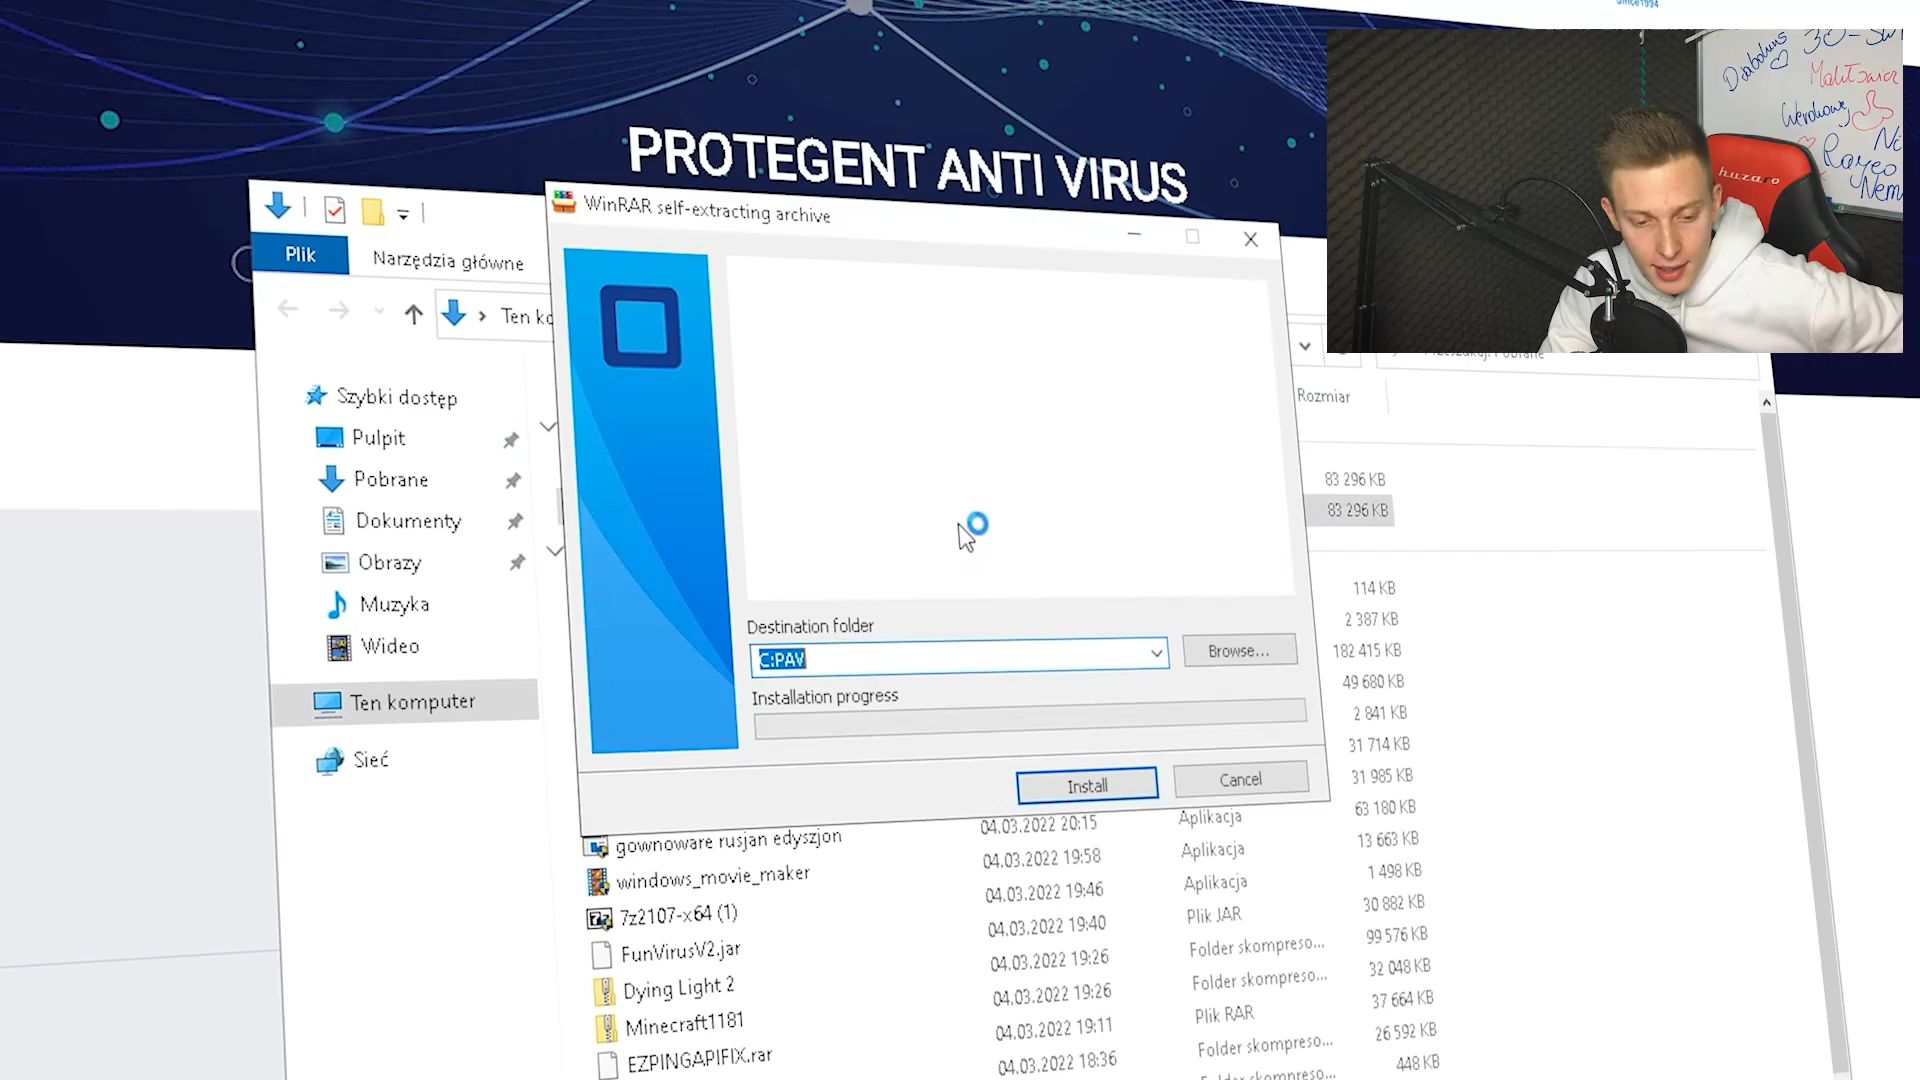 Since1994
PROTEGENT ANTI VIRUS
WinRAR self-extracting archive
Plik
Narzędzia główne
Ten
Szybki dostęp
Pulpit
Pobrane
Dokumenty
Obrazy
Muzyka
Wideo
Ten komputer
Sieć
Destination folder
C:PAV
Browse...
Installation progress
Install
Cancel
Rozmiar
83 296 KB
83 296 KB
114 KB
2 387 KB
182 415 KB
49 680 KB
2 841 KB
31 714 KB
31 985 KB
63 180 KB
13 663 KB
1 498 KB
30 882 KB
99 576 KB
32 048 KB
37 664 KB
26 592 KB
448 KB
gownoware rusjan edyszjon 04.03.2022 20:15 Aplikacja
windows_movie_maker 04.03.2022 19:58 Aplikacja
7z2107-x64 (1) 04.03.2022 19:46 Aplikacja
FunVirusV2.jar 04.03.2022 19:40 Plik JAR
Dying Light 2 04.03.2022 19:26 Folder skompreso...
Minecraft1181 04.03.2022 19:26 Folder skompreso...
EZPINGAPIFIX.rar 04.03.2022 19:11 Plik RAR
04.03.2022 18:36 Folder skompreso...
Folder skompreso...
huzaro